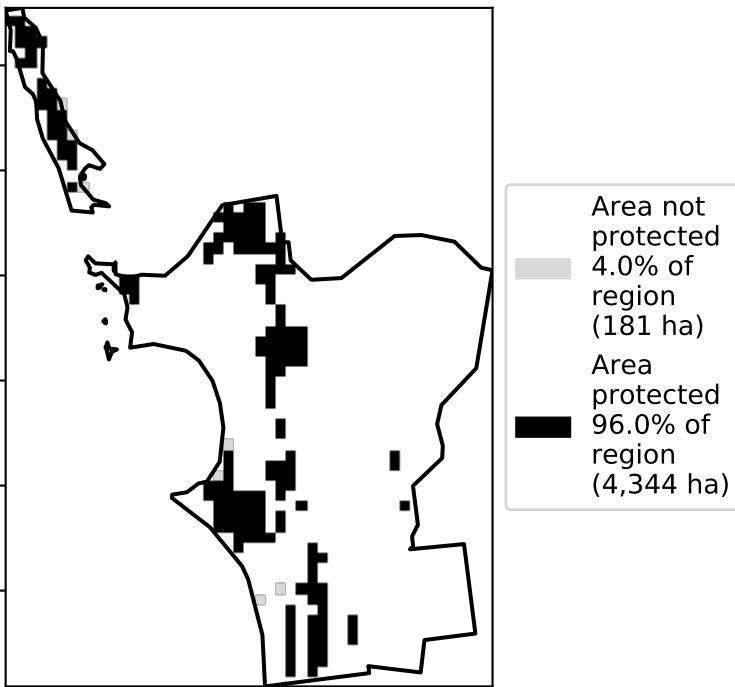 Area not
protected
4.0% of
region
(181 ha)
Area
protected
96.0% of
region
(4,344 ha)